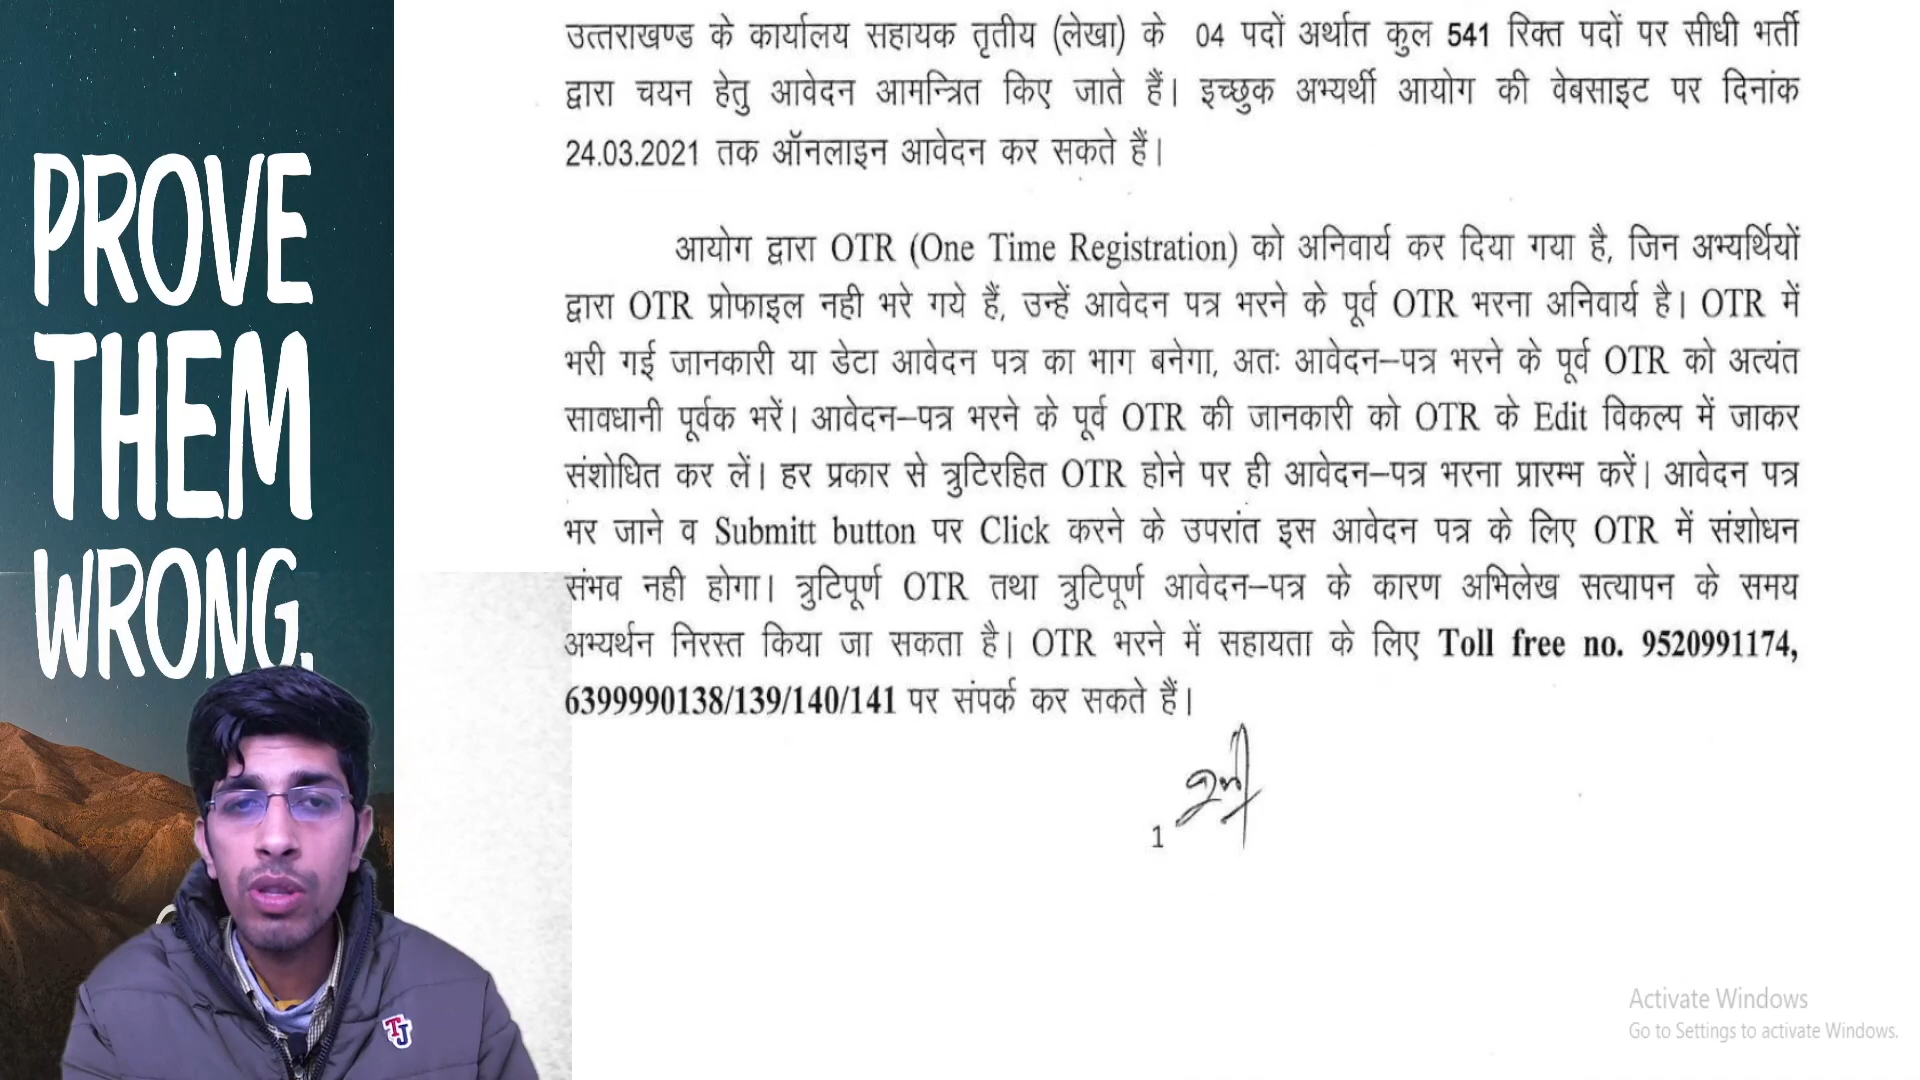 PROVE
THEM
WRONG.
उत्तराखण्ड के कार्यालय सहायक तृतीय (लेखा) के 04 पदों अर्थात कुल 541 रिक्त पदों पर सीधी भर्ती
द्वारा चयन हेतु आवेदन आमन्त्रित किए जाते हैं। इच्छुक अभ्यर्थी आयोग की वेबसाइट पर दिनांक
24.03.2021 तक ऑनलाइन आवेदन कर सकते हैं।
आयोग द्वारा OTR (One Time Registration) को अनिवार्य कर दिया गया है, जिन अभ्यर्थियों
द्वारा OTR प्रोफाइल नही भरे गये हैं, उन्हें आवेदन पत्र भरने के पूर्व OTR भरना अनिवार्य है। OTR में
भरी गई जानकारी या डेटा आवेदन पत्र का भाग बनेगा, अतः आवेदन–पत्र भरने के पूर्व OTR को अत्यंत
सावधानी पूर्वक भरें। आवेदन–पत्र भरने के पूर्व OTR की जानकारी को OTR के Edit विकल्प में जाकर
संशोधित कर लें। हर प्रकार से त्रुटिरहित OTR होने पर ही आवेदन–पत्र भरना प्रारम्भ करें। आवेदन पत्र
भर जाने व Submitt button पर Click करने के उपरांत इस आवेदन पत्र के लिए OTR में संशोधन
संभव नही होगा। त्रुटिपूर्ण OTR तथा त्रुटिपूर्ण आवेदन–पत्र के कारण अभिलेख सत्यापन के समय
अभ्यर्थन निरस्त किया जा सकता है। OTR भरने में सहायता के लिए Toll free no. 9520991174,
6399990138/139/140/141 पर संपर्क कर सकते हैं।
1
TJ
Activate Windows
Go to Settings to activate Windows.